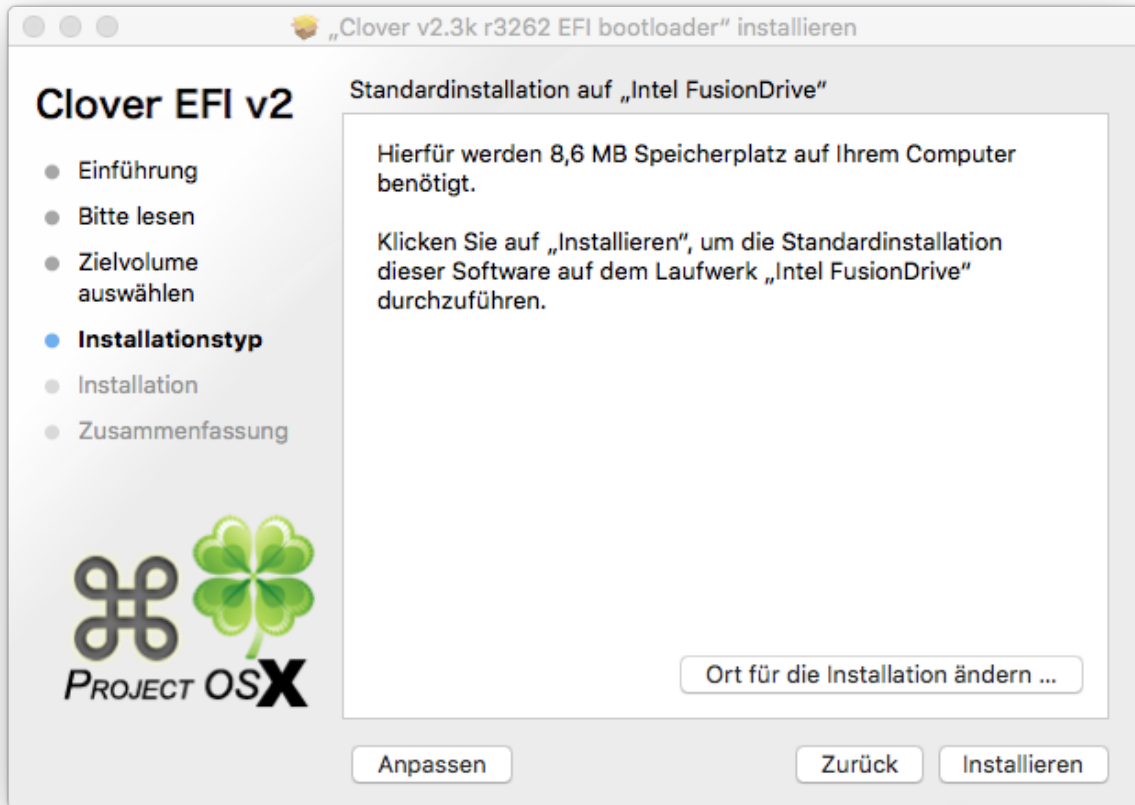 „Clover v2.3k r3262 EFI bootloader“ installieren
Clover EFI v2
Einführung
Bitte lesen
Zielvolume
auswählen
Installationstyp
Installation
Zusammenfassung
PROJECT OSX
Standardinstallation auf „Intel FusionDrive“
Hierfür werden 8,6 MB Speicherplatz auf Ihrem Computer
benötigt.
Klicken Sie auf „Installieren“, um die Standardinstallation
dieser Software auf dem Laufwerk „Intel FusionDrive“
durchzuführen.
Ort für die Installation ändern ...
Anpassen
Zurück
Installieren